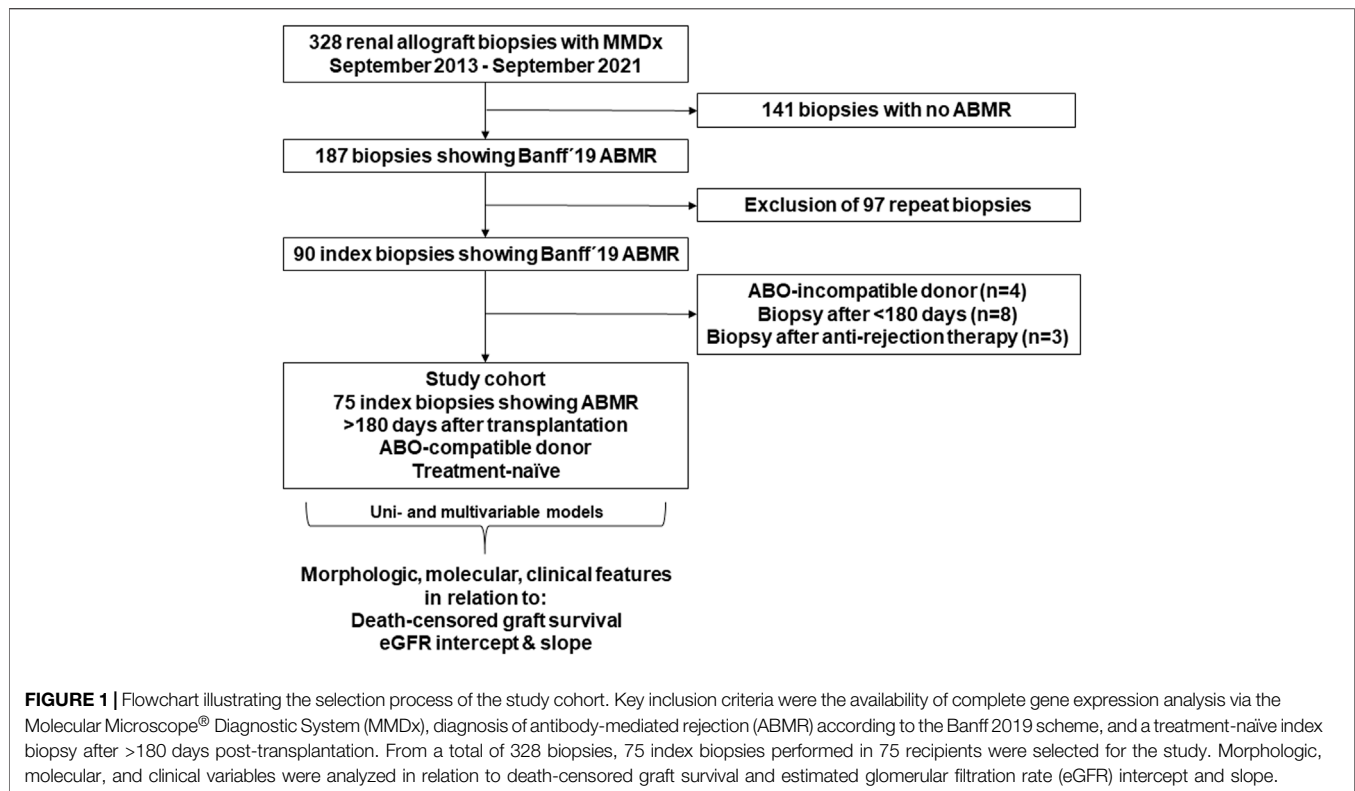 328 renal allograft biopsies with MMDx
September 2013 - September 2021
141 biopsies with no ABMR
187 biopsies showing Banff´19 ABMR
Exclusion of 97 repeat biopsies
90 index biopsies showing Banff´19 ABMR
ABO-incompatible donor (n=4)
Biopsy after <180 days (n=8)
Biopsy after anti-rejection therapy (n=3)
Study cohort
75 index biopsies showing ABMR
>180 days after transplantation
ABO-compatible donor
Treatment-naïve
Uni- and multivariable models
Morphologic, molecular, clinical features
in relation to:
Death-censored graft survival
eGFR intercept & slope
FIGURE 1 | Flowchart illustrating the selection process of the study cohort. Key inclusion criteria were the availability of complete gene expression analysis via the
Molecular Microscope® Diagnostic System (MMDx), diagnosis of antibody-mediated rejection (ABMR) according to the Banff 2019 scheme, and a treatment-naïve index
biopsy after >180 days post-transplantation. From a total of 328 biopsies, 75 index biopsies performed in 75 recipients were selected for the study. Morphologic,
molecular, and clinical variables were analyzed in relation to death-censored graft survival and estimated glomerular filtration rate (eGFR) intercept and slope.